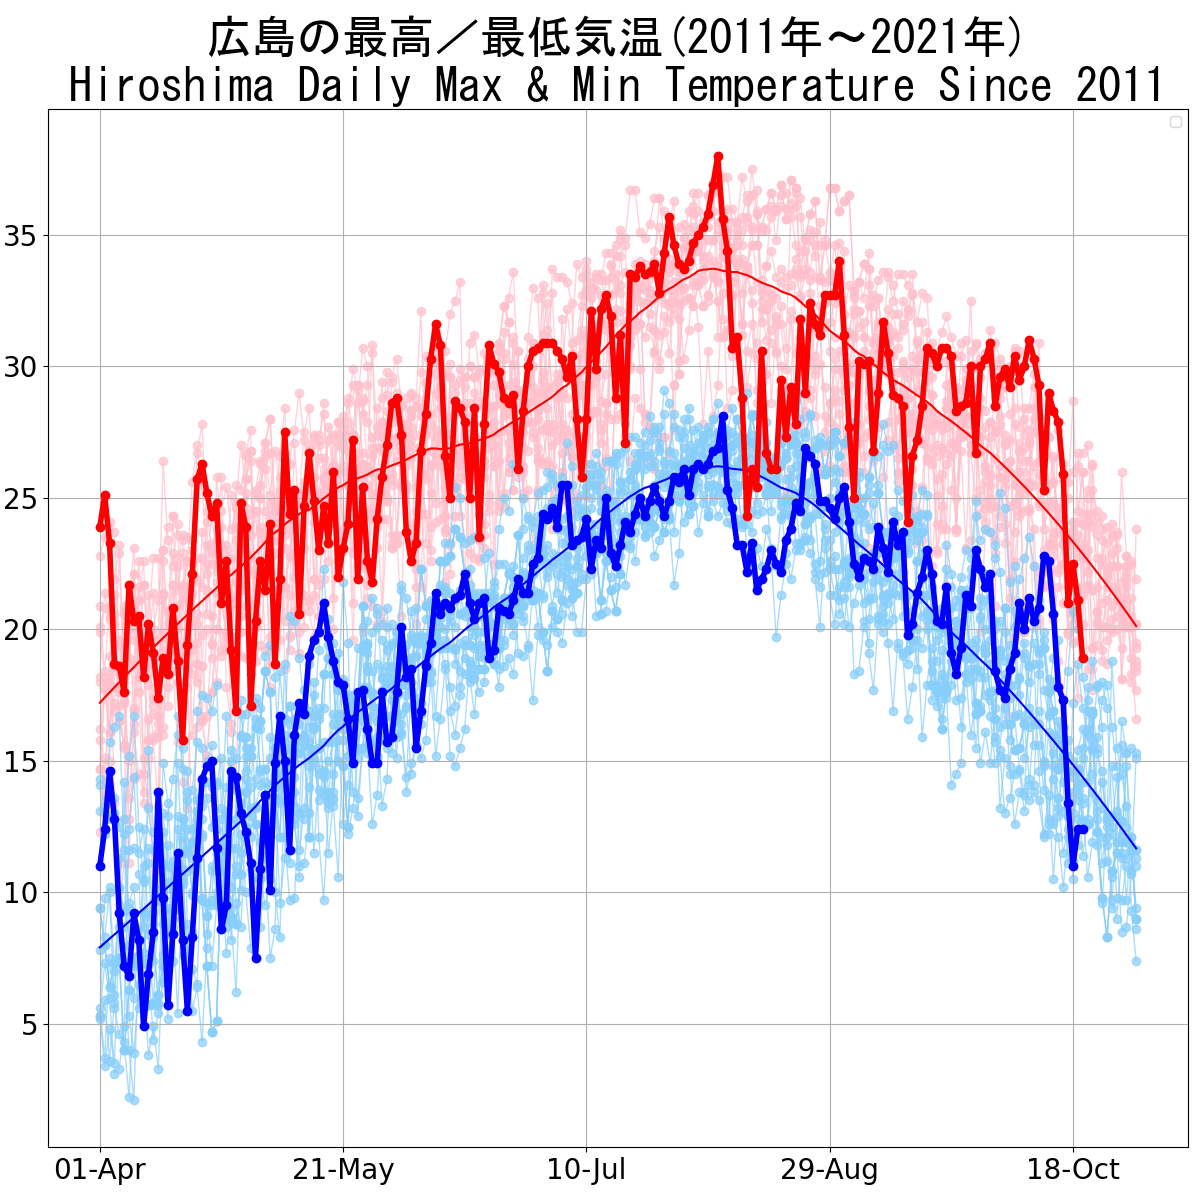 広島の最高／最低気温(2011年～2021年)
Hiroshima Daily Max & Min Temperature Since 2011
35
30
25
20
15
10
5
01-Apr 21-May 10-Jul 29-Aug 18-Oct